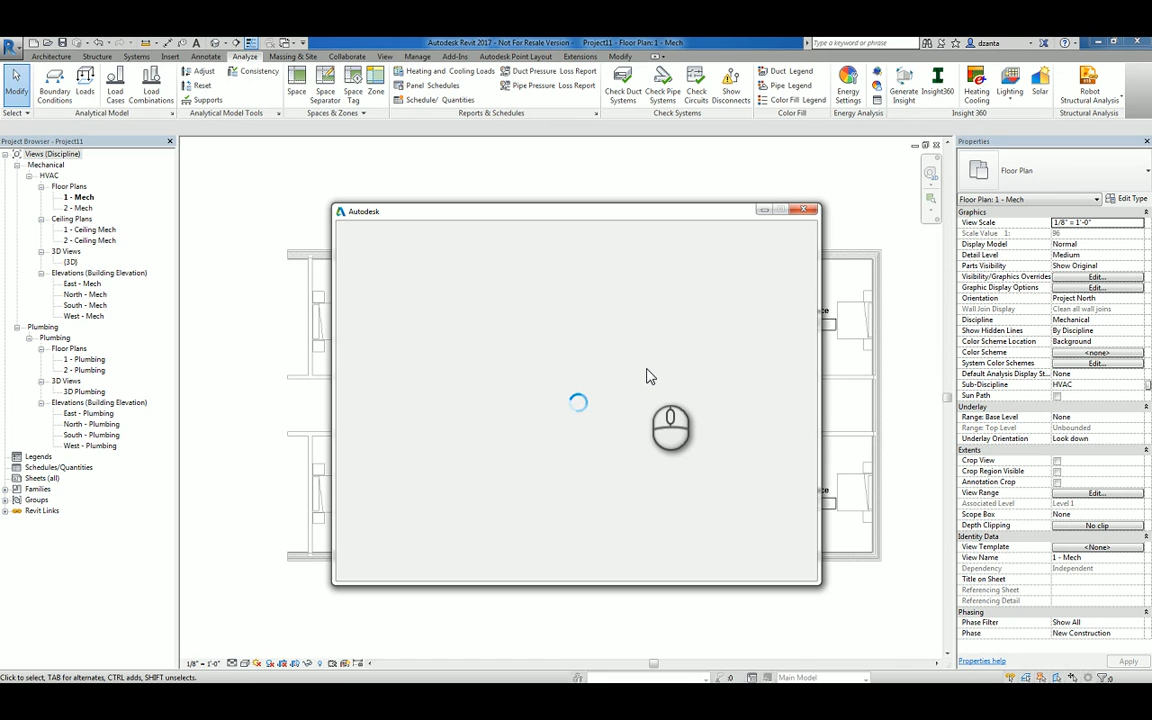 Autodesk Revit 2017 - Not For Resale Version - Project11 - Floor Plan: 1 - Mech
Type a keyword or phrase
dzanta
Architecture Structure Systems Insert Annotate Analyze Massing & Site Collaborate View Manage Add-Ins Autodesk Point Layout Extensions Modify
Modify
Boundary Conditions
Loads
Load Cases
Load Combinations
Adjust
Reset
Supports
Consistency
Space
Space Separator
Space Tag
Zone
Heating and Cooling Loads
Panel Schedules
Schedule/ Quantities
Duct Pressure Loss Report
Pipe Pressure Loss Report
Check Duct Systems
Check Pipe Systems
Check Circuits
Show Disconnects
Duct Legend
Pipe Legend
Color Fill Legend
Energy Settings
Generate Insight
Insight360
Heating Cooling
Lighting
Solar
Robot Structural Analysis
Select
Analytical Model
Analytical Model Tools
Spaces & Zones
Reports & Schedules
Check Systems
Color Fill
Energy Analysis
Insight 360
Structural Analysis
Project Browser - Project11
Views (Discipline)
Mechanical
HVAC
Floor Plans
1 - Mech
2 - Mech
Ceiling Plans
1 - Ceiling Mech
2 - Ceiling Mech
3D Views
{3D}
Elevations (Building Elevation)
East - Mech
North - Mech
South - Mech
West - Mech
Plumbing
Plumbing
Floor Plans
1 - Plumbing
2 - Plumbing
3D Views
3D Plumbing
Elevations (Building Elevation)
East - Plumbing
North - Plumbing
South - Plumbing
West - Plumbing
Legends
Schedules/Quantities
Sheets (all)
Families
Groups
Revit Links
Autodesk
ce
ce
Properties
Floor Plan
Floor Plan: 1 - Mech Edit Type
Graphics
View Scale 1/8" = 1'-0"
Scale Value 1: 96
Display Model Normal
Detail Level Medium
Parts Visibility Show Original
Visibility/Graphics Overrides Edit...
Graphic Display Options Edit...
Orientation Project North
Wall Join Display Clean all wall joins
Discipline Mechanical
Show Hidden Lines By Discipline
Color Scheme Location Background
Color Scheme <none>
System Color Schemes Edit...
Default Analysis Display St... None
Sub-Discipline HVAC
Sun Path
Underlay
Range: Base Level None
Range: Top Level Unbounded
Underlay Orientation Look down
Extents
Crop View
Crop Region Visible
Annotation Crop
View Range Edit...
Associated Level Level 1
Scope Box None
Depth Clipping No clip
Identity Data
View Template <None>
View Name 1 - Mech
Dependency Independent
Title on Sheet
Referencing Sheet
Referencing Detail
Phasing
Phase Filter Show All
Phase New Construction
Properties help Apply
1/8" = 1'-0"
Click to select, TAB for alternates, CTRL adds, SHIFT unselects.
:0
Main Model
:0